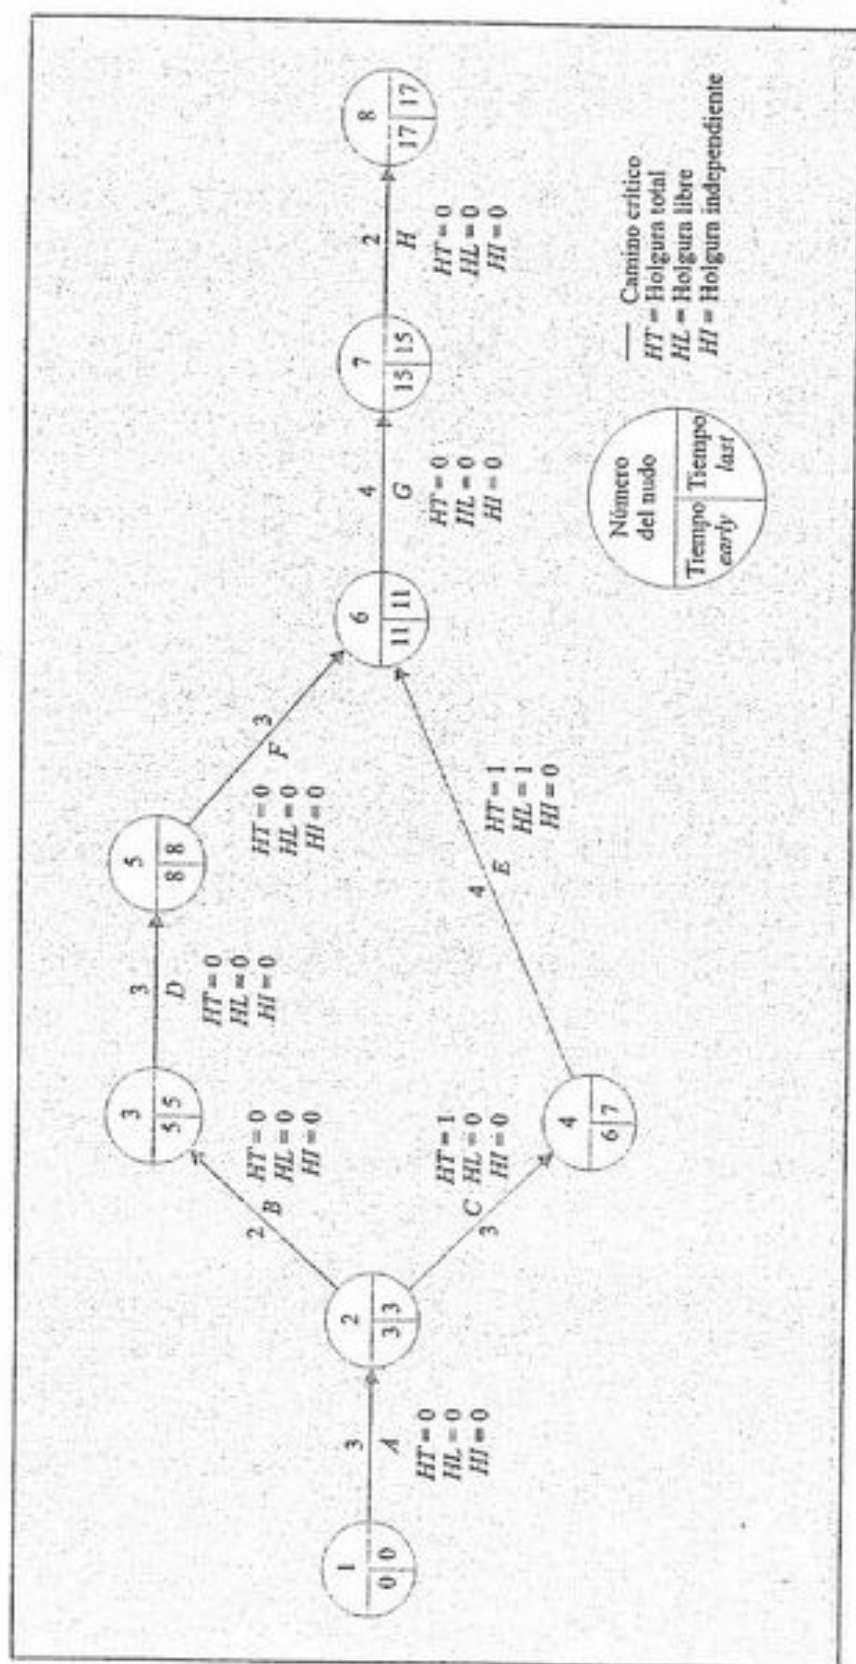 1
0 0
3
A
HT = 0
HL = 0
HI = 0
2
3 3
2
B
HT = 0
HL = 0
HI = 0
3
5 5
3
D
HT = 0
HL = 0
HI = 0
5
8 8
3
F
HT = 0
HL = 0
HI = 0
3
C
HT = 1
HL = 0
HI = 0
4
6 7
4
E
HT = 1
HL = 1
HI = 0
6
11 11
4
G
HT = 0
HL = 0
HI = 0
7
15 15
2
H
HT = 0
HL = 0
HI = 0
8
17 17
Número
del nudo
Tiempo Tiempo
early last
Camino crítico
HT = Holgura total
HL = Holgura libre
HI = Holgura independiente